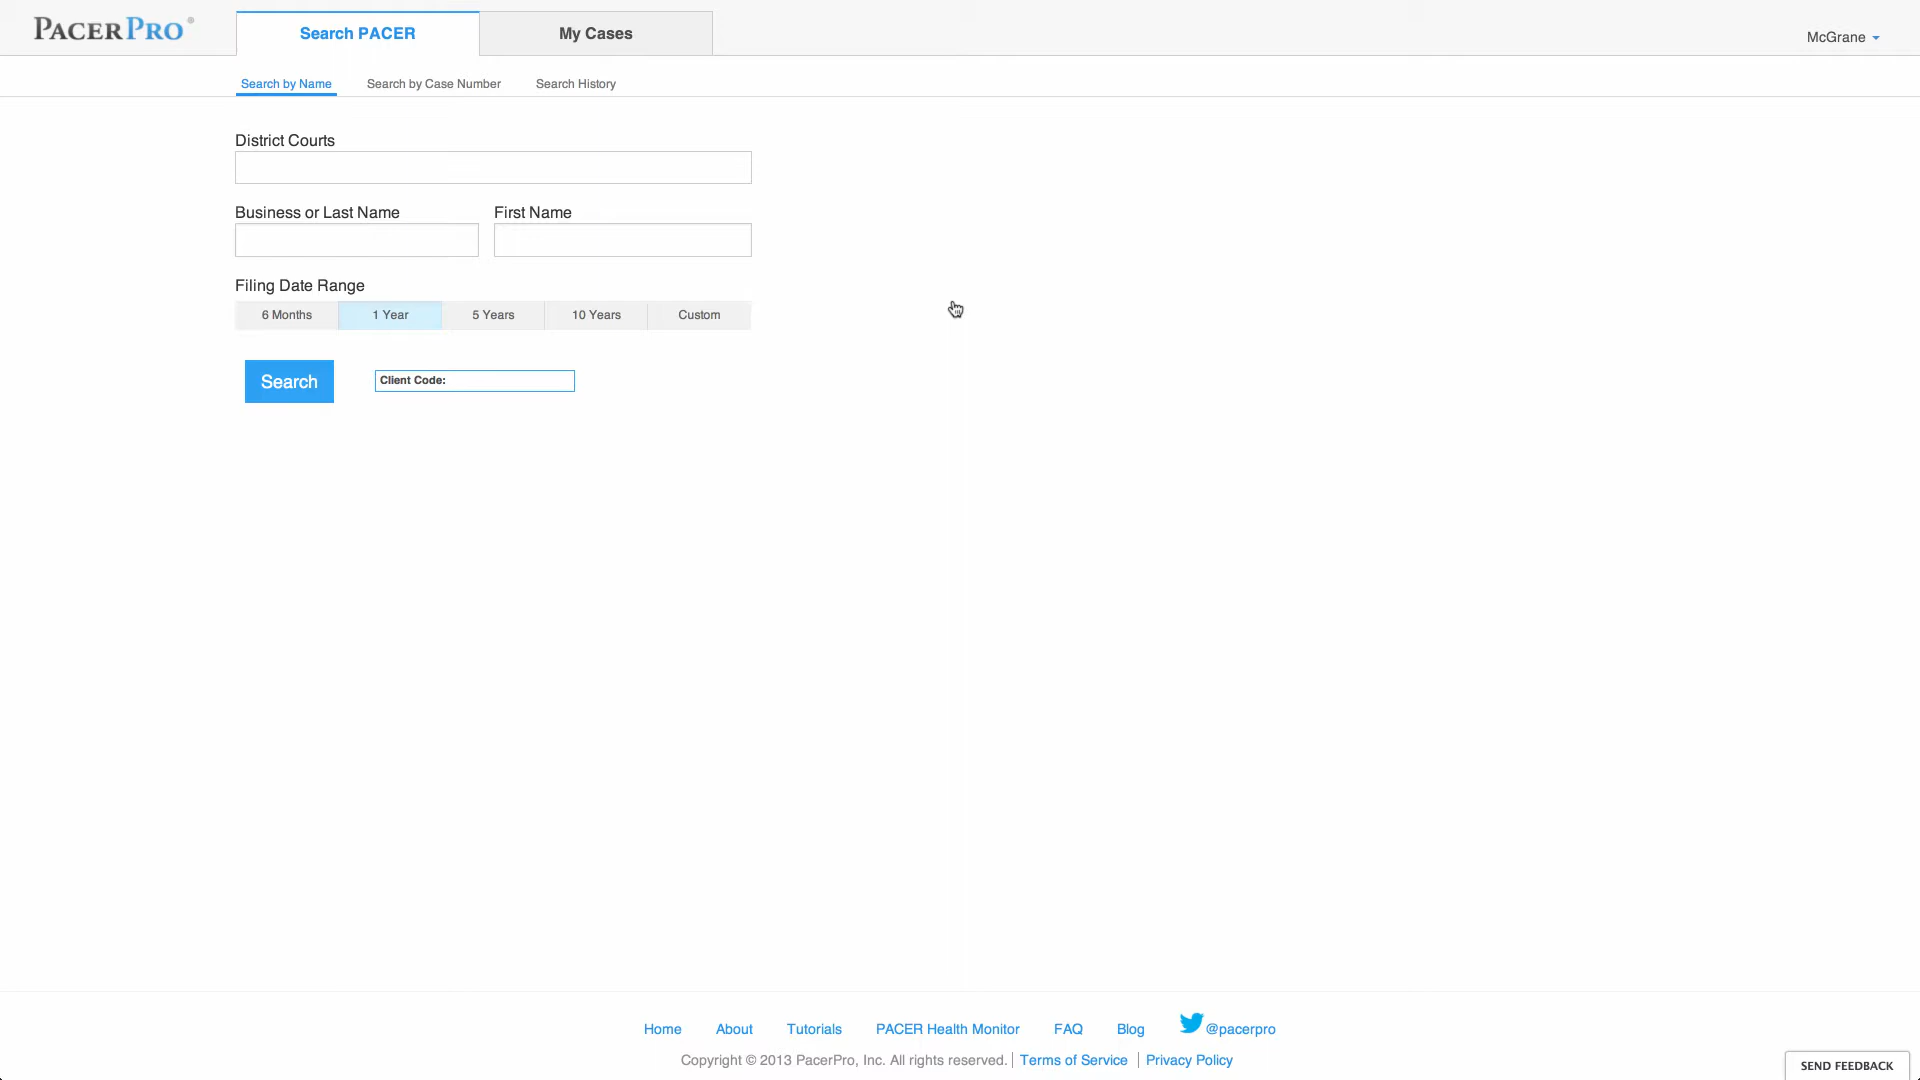 PACERPRO®
Search PACER
My Cases
McGrane
Search by Name
Search by Case Number
Search History
District Courts
Business or Last Name
First Name
Filing Date Range
6 Months
1 Year
5 Years
10 Years
Custom
Search
Client Code:
Home
About
Tutorials
PACER Health Monitor
FAQ
Blog
@pacerpro
Copyright © 2013 PacerPro, Inc. All rights reserved. | Terms of Service | Privacy Policy
SEND FEEDBACK